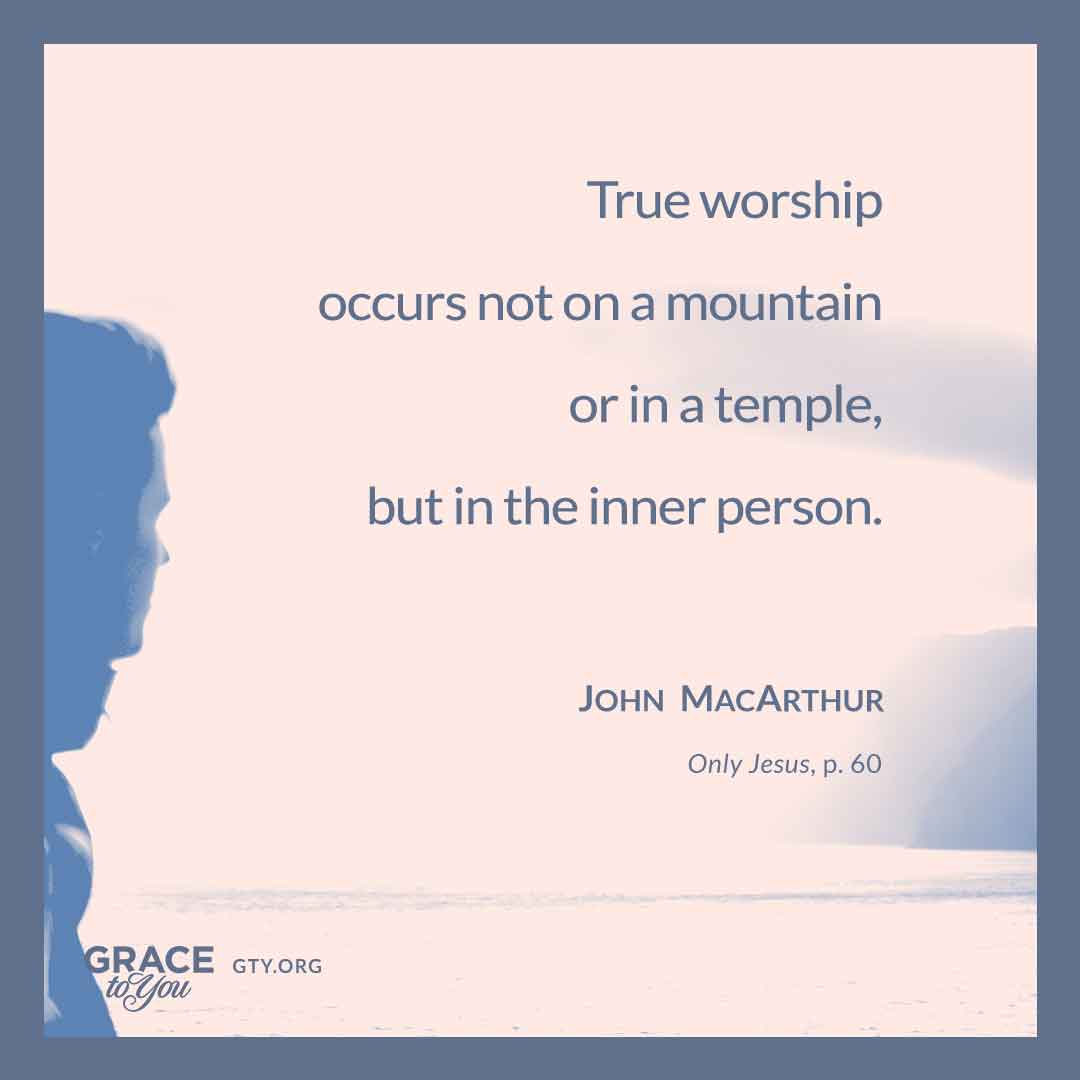 True worship
occurs not on a mountain
or in a temple,
but in the inner person.
JOHN MACARTHUR
Only Jesus, p. 60
GRACE
to You
GTY.ORG